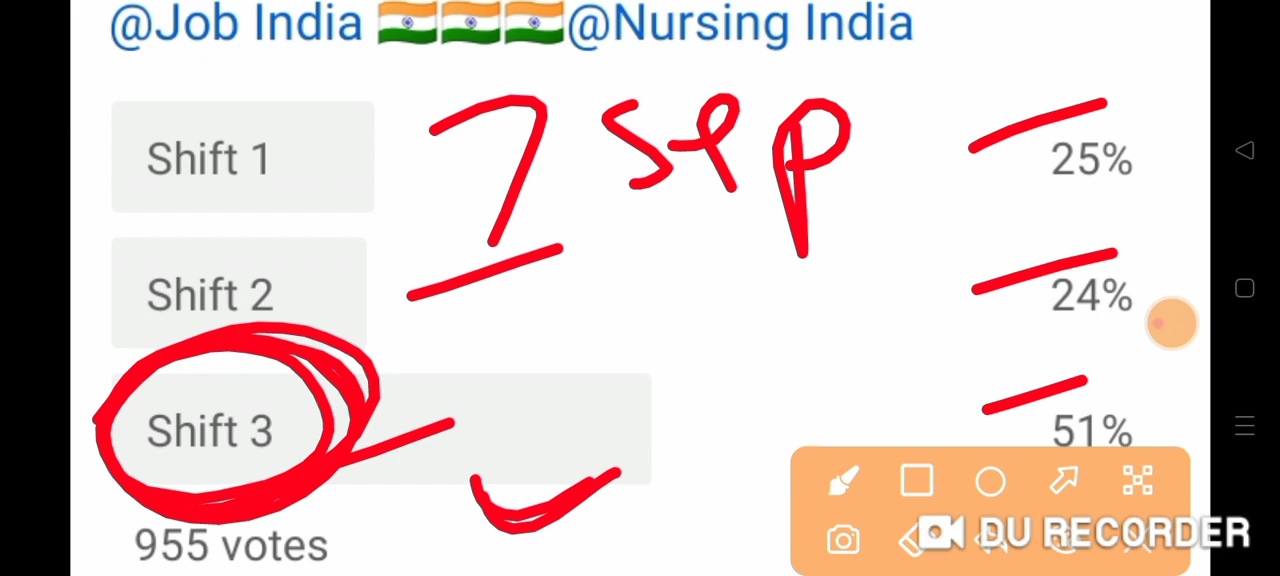 @Job India 🇮🇳🇮🇳🇮🇳@Nursing India
7 sep
Shift 1 25%
Shift 2 24%
Shift 3 51%
955 votes
DU RECORDER